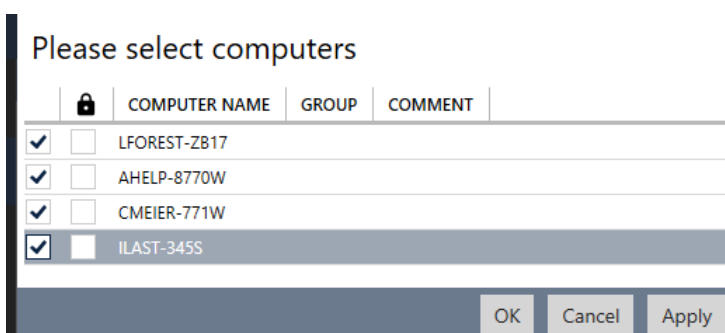 Please select computers
COMPUTER NAME GROUP COMMENT
LFOREST-ZB17
AHELP-8770W
CMEIER-771W
ILAST-345S
OK Cancel Apply